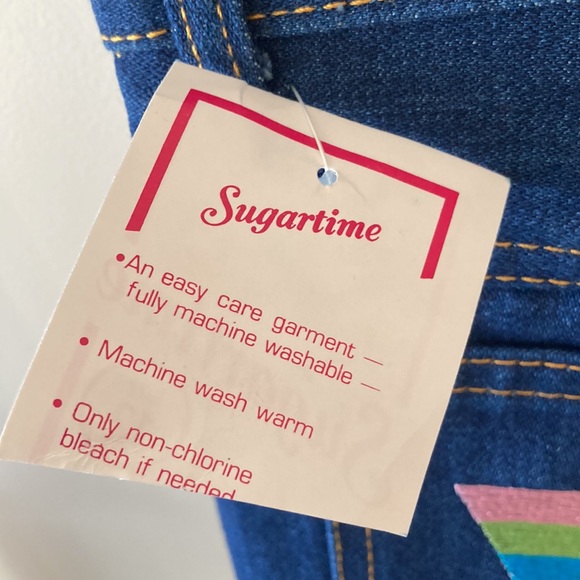 Sugartime
•An easy care garment —
fully machine washable —
• Machine wash warm
• Only non-chlorine
bleach if needed